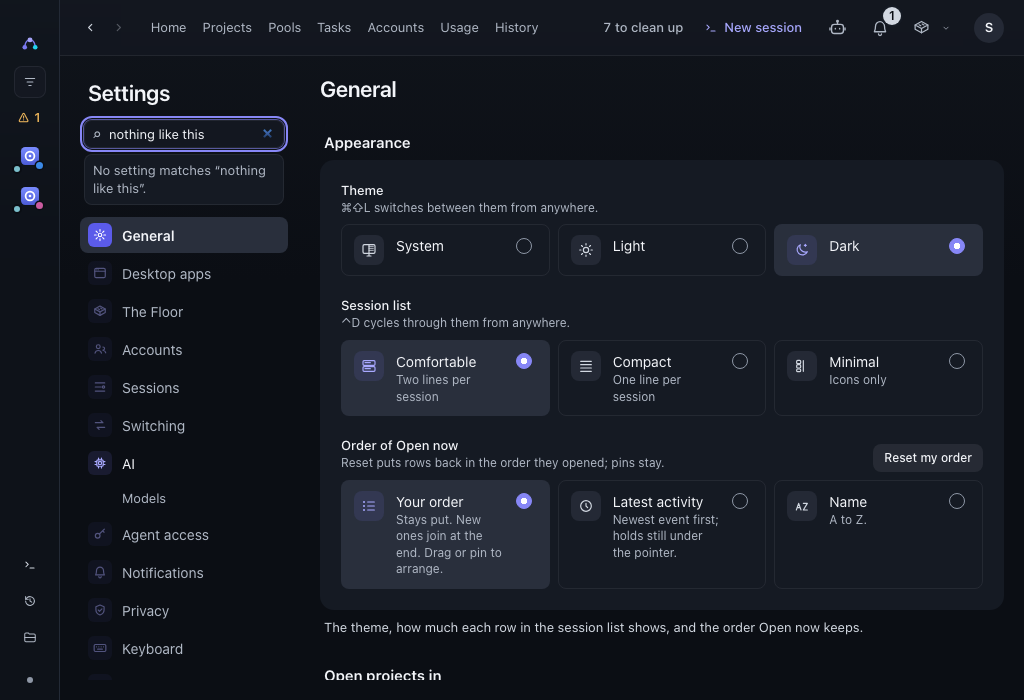 Home Projects Pools Tasks Accounts Usage History 7 to clean up New session 1 S
1
Settings
nothing like this
No setting matches “nothing
like this”.
General
Desktop apps
The Floor
Accounts
Sessions
Switching
AI
Models
Agent access
Notifications
Privacy
Keyboard
General
Appearance
Theme
⌘⇧L switches between them from anywhere.
System
Light
Dark
Session list
^D cycles through them from anywhere.
Comfortable
Two lines per
session
Compact
One line per
session
Minimal
Icons only
Order of Open now
Reset puts rows back in the order they opened; pins stay.
Reset my order
Your order
Stays put. New
ones join at the
end. Drag or pin to
arrange.
Latest activity
Newest event first;
holds still under
the pointer.
AZ
Name
A to Z.
The theme, how much each row in the session list shows, and the order Open now keeps.
Open projects in